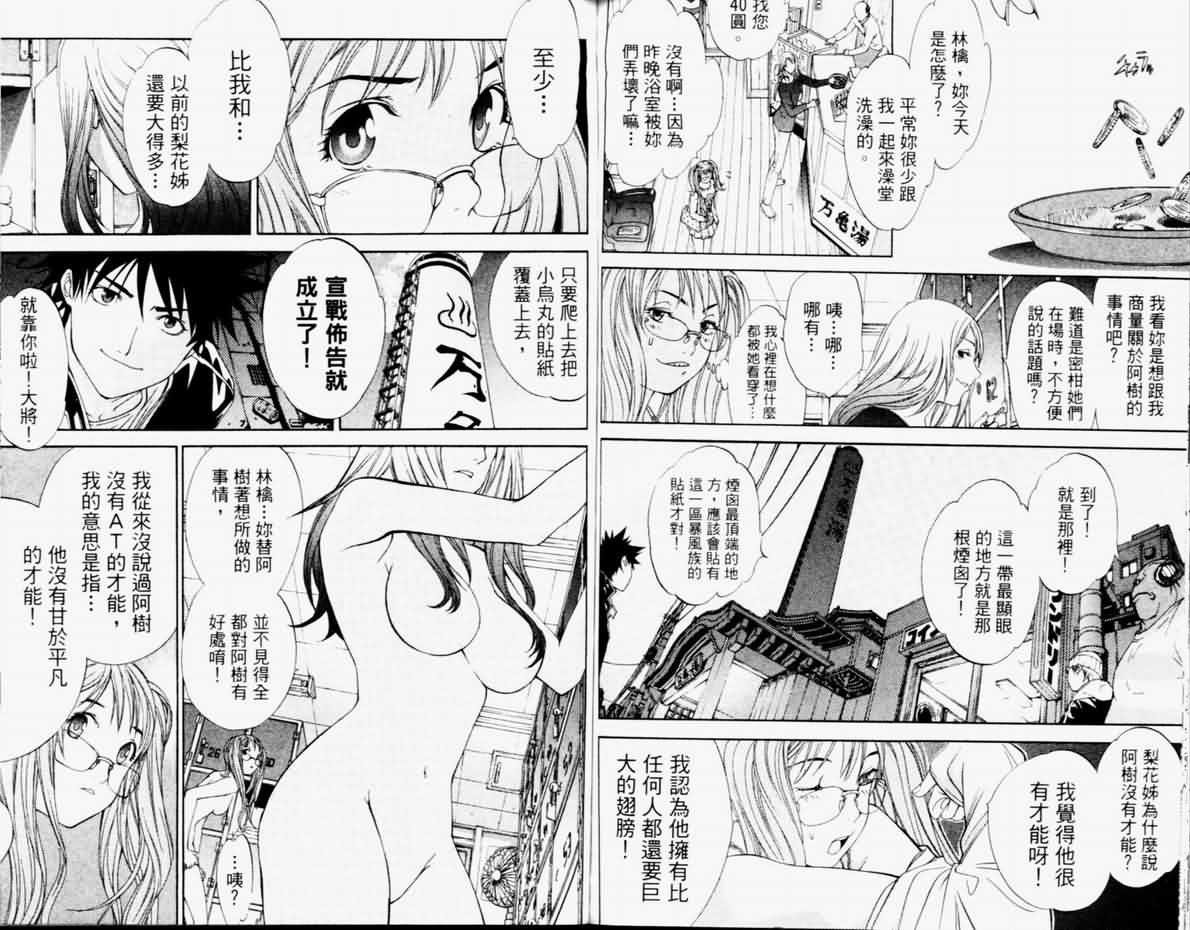 找您
40圓。
林檎，妳今天
是怎麼了？
平常妳很少跟
我一起來澡堂
洗澡的。
沒有啊…因為
昨晚浴室被妳
們弄壞了嘛…
万亀湯
我看妳是想跟我
商量關於阿樹的
事情吧？
難道是密柑她們
在場時，不方便
說的話題嗎？
咦…哪…
哪有…
我心裡在想什麼
都被她看穿了…
到了！
就是那裡！
這一帶最顯眼
的地方就是那
根煙囪了！
煙囪最頂端的地
方，應該會貼有
這一區暴風族的
貼紙才對！
コイン
梨花姊為什麼說
阿樹沒有才能？
我覺得他很
有才能呀！
我認為他擁有比
任何人都還要巨
大的翅膀！
至少…
比我和…
以前的梨花姊
還要大得多…
只要爬上去把
小烏丸的貼紙
覆蓋上去，
宣戰佈告就
成立了！
就靠你啦！大將！
林檎…妳替阿
樹著想所做的
事情，
並不見得全
都對阿樹有
好處唷！
26
…咦？
我從來沒說過阿樹
沒有AT的才能，
我的意思是指…
他沒有甘於平凡
的才能！